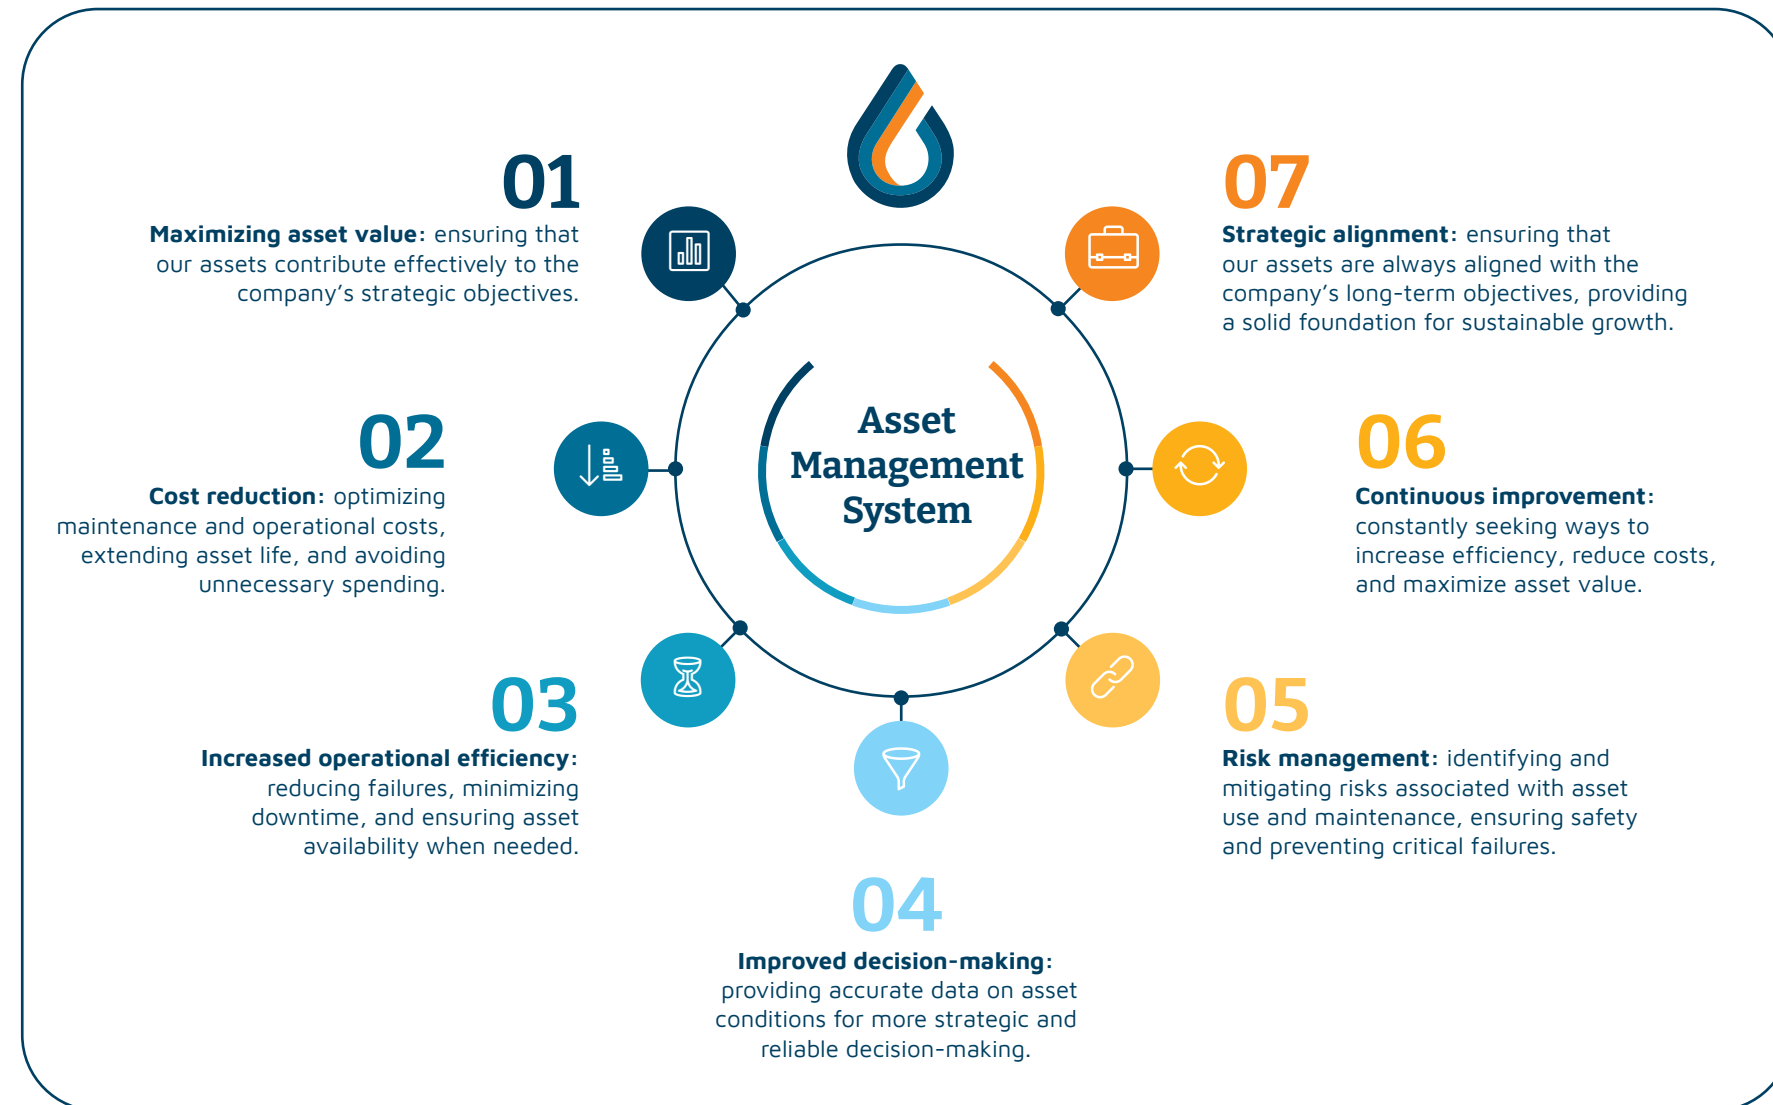 01
Maximizing asset value: ensuring that
our assets contribute effectively to the
company's strategic objectives.
02
Cost reduction: optimizing
maintenance and operational costs,
extending asset life, and avoiding
unnecessary spending.
03
Increased operational efficiency:
reducing failures, minimizing
downtime, and ensuring asset
availability when needed.
04
Improved decision-making:
providing accurate data on asset
conditions for more strategic and
reliable decision-making.
05
Risk management: identifying and
mitigating risks associated with asset
use and maintenance, ensuring safety
and preventing critical failures.
06
Continuous improvement:
constantly seeking ways to
increase efficiency, reduce costs,
and maximize asset value.
07
Strategic alignment: ensuring that
our assets are always aligned with the
company's long-term objectives, providing
a solid foundation for sustainable growth.
Asset
Management
System